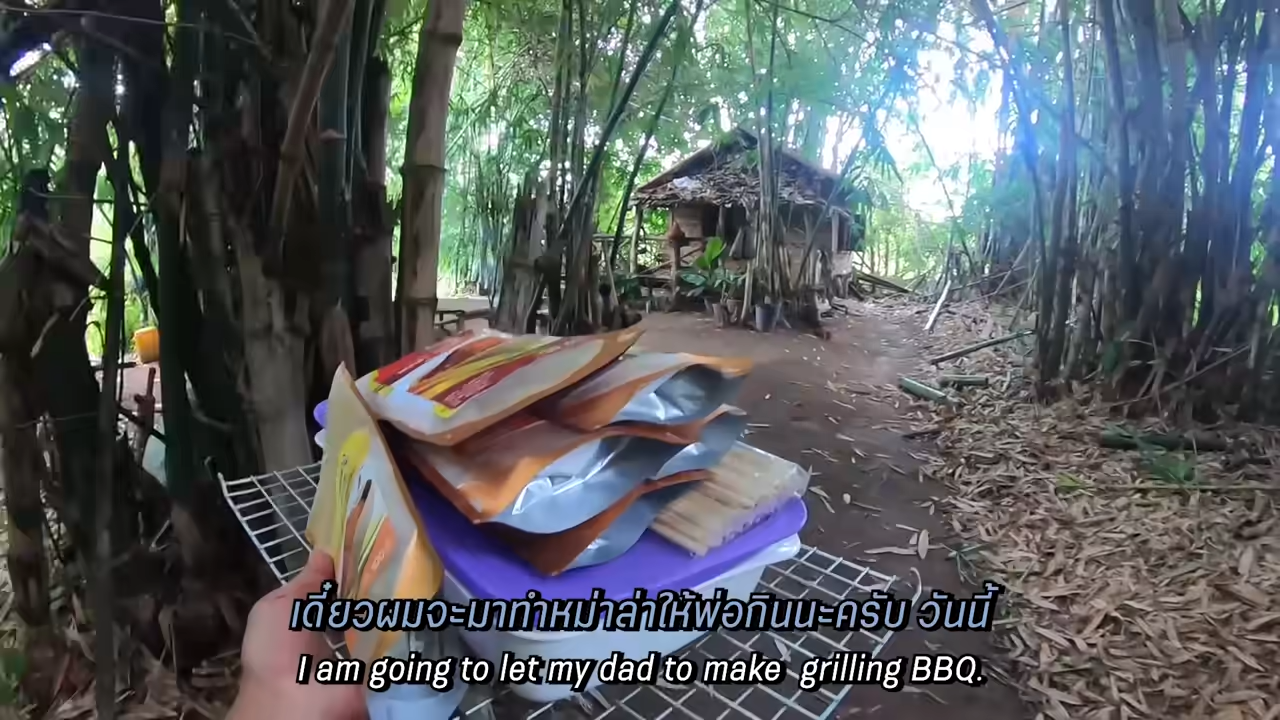 เดี๋ยวผมจะมาทำหม่าล่าให้พ่อกินนะครับ วันนี้
I am going to let my dad to make  grilling BBQ.